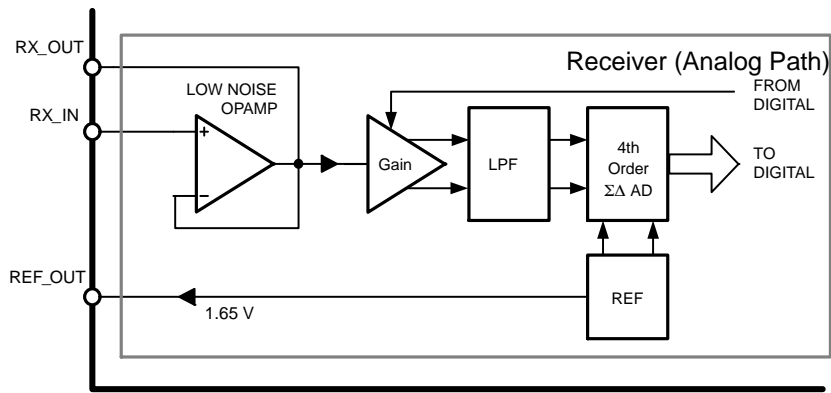 RX_OUT
Receiver (Analog Path)
LOW NOISE
OPAMP
FROM
DIGITAL
RX_IN
+
−
Gain
LPF
4th
Order
ΣΔ AD
TO
DIGITAL
REF_OUT
1.65 V
REF